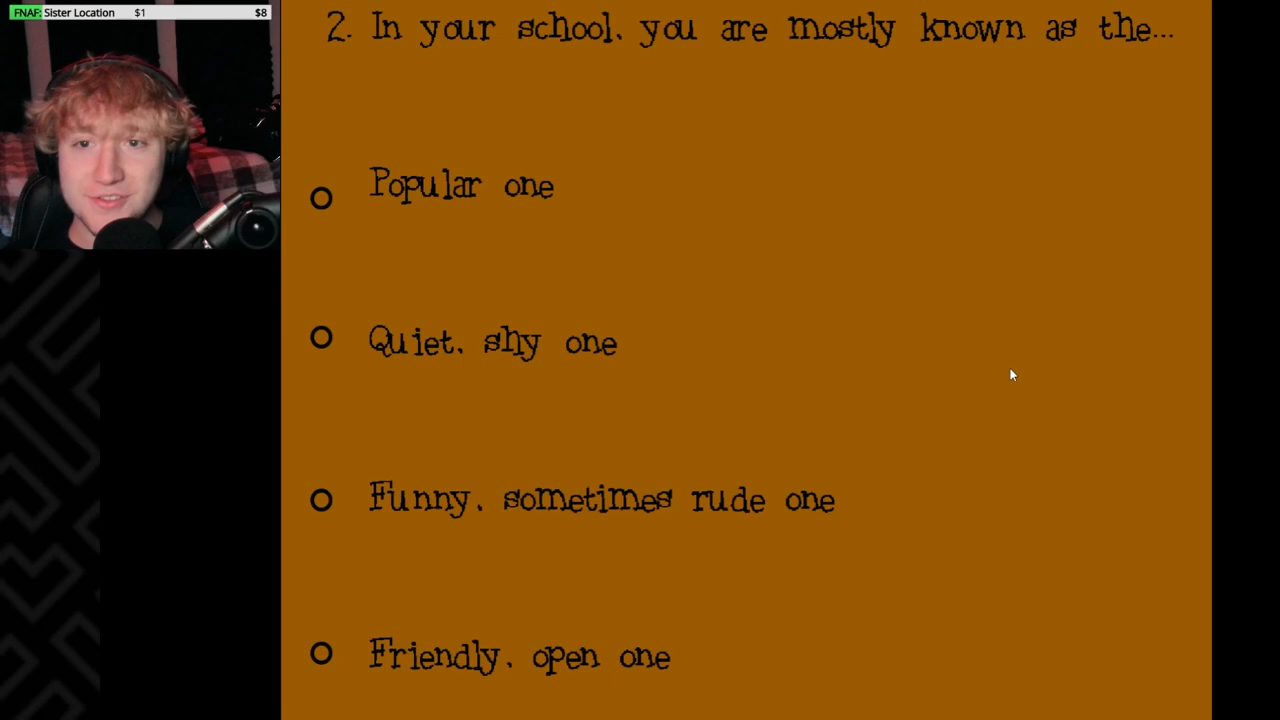 FNAF: Sister Location $1 $8
2. In your school, you are mostly known as the...
Popular one
Quiet, shy one
Funny, sometimes rude one
Friendly, open one